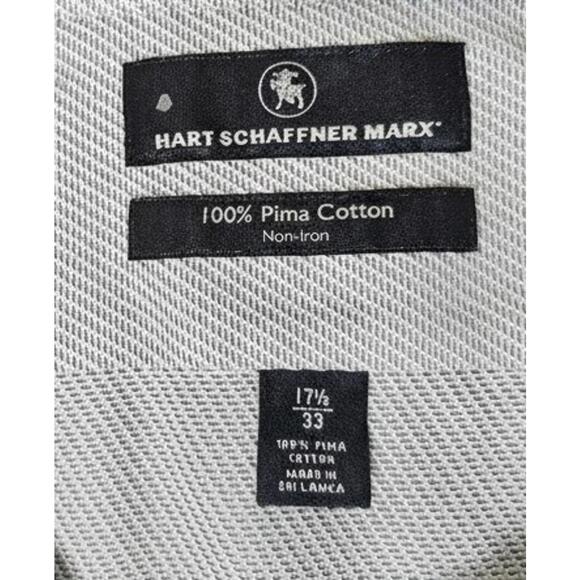 HART SCHAFFNER MARX®
100% Pima Cotton
Non-Iron
17½
33
100% PIMA
COTTON
MADE IN
SRI LANKA